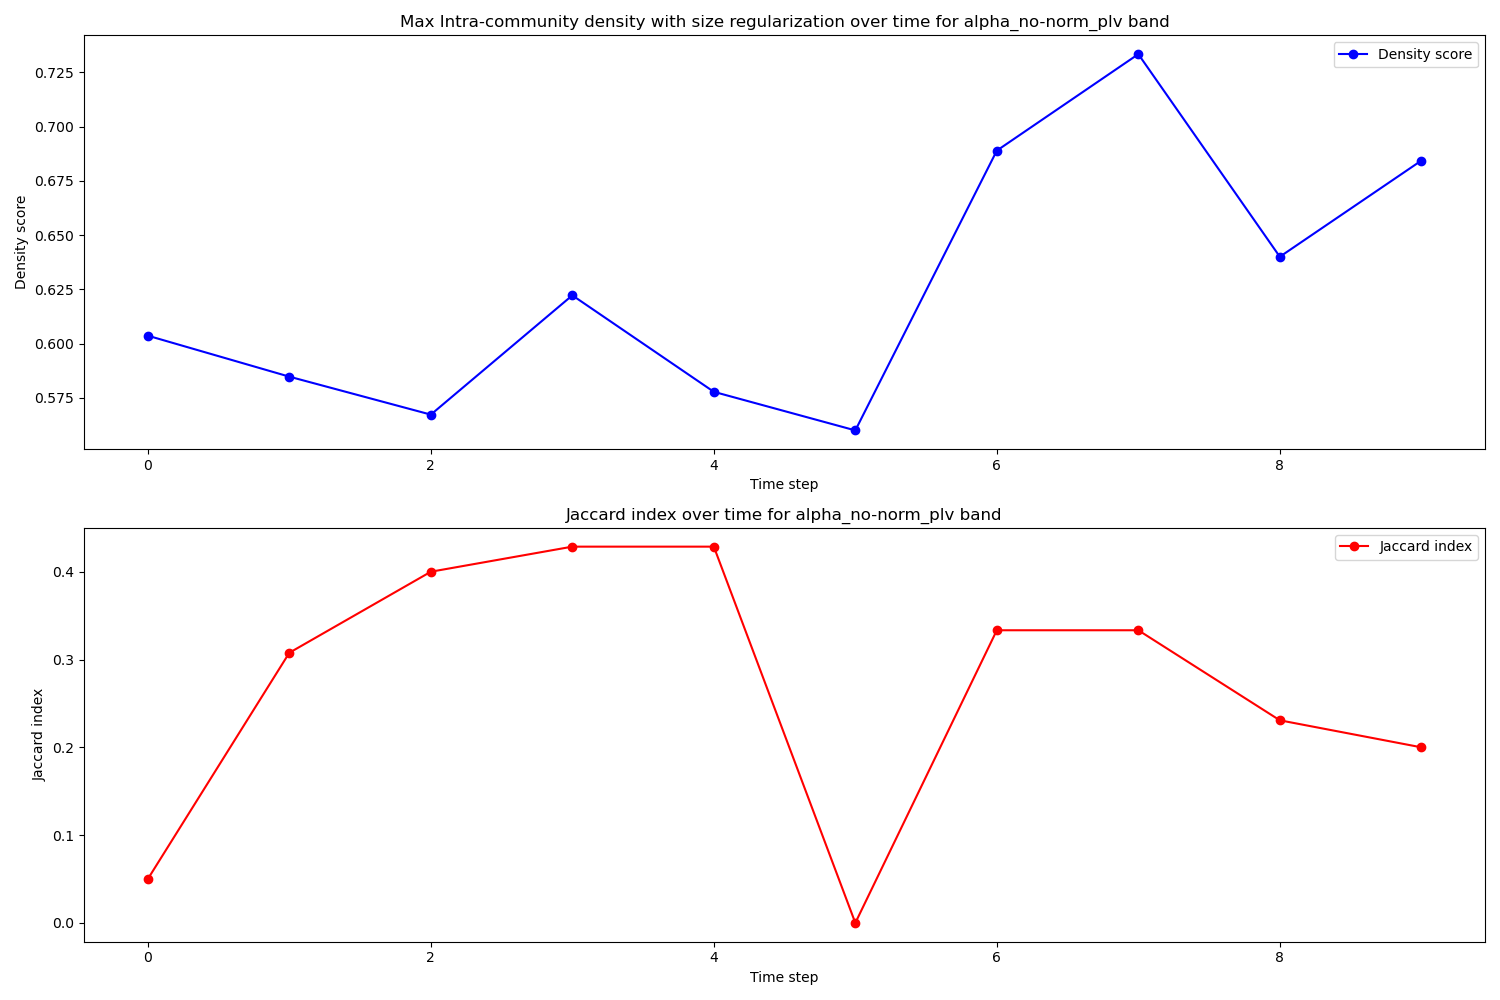 Max Intra-community density with size regularization over time for alpha_no-norm_plv band
Density score
0.725
0.700
0.675
0.650
0.625
0.600
0.575
Density score
0 2 4 6 8
Time step
Jaccard index over time for alpha_no-norm_plv band
Jaccard index
0.4
0.3
0.2
0.1
0.0
Jaccard index
0 2 4 6 8
Time step